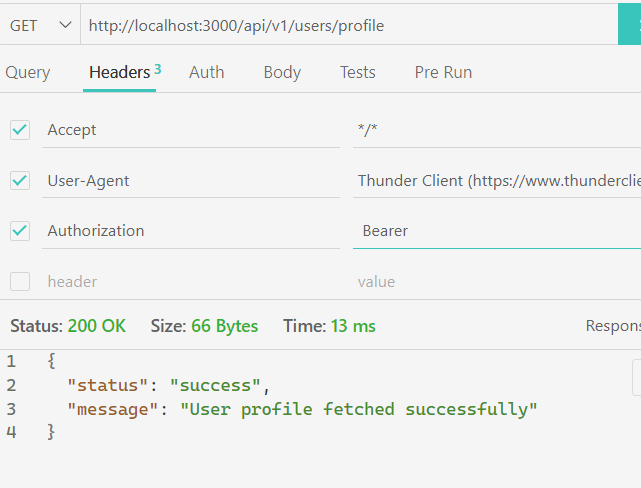 GET http://localhost:3000/api/v1/users/profile
Query Headers 3 Auth Body Tests Pre Run
Accept */*
User-Agent Thunder Client (https://www.thunderclie
Authorization Bearer
header value
Status: 200 OK Size: 66 Bytes Time: 13 ms Respons
1 {
2 "status": "success",
3 "message": "User profile fetched successfully"
4 }